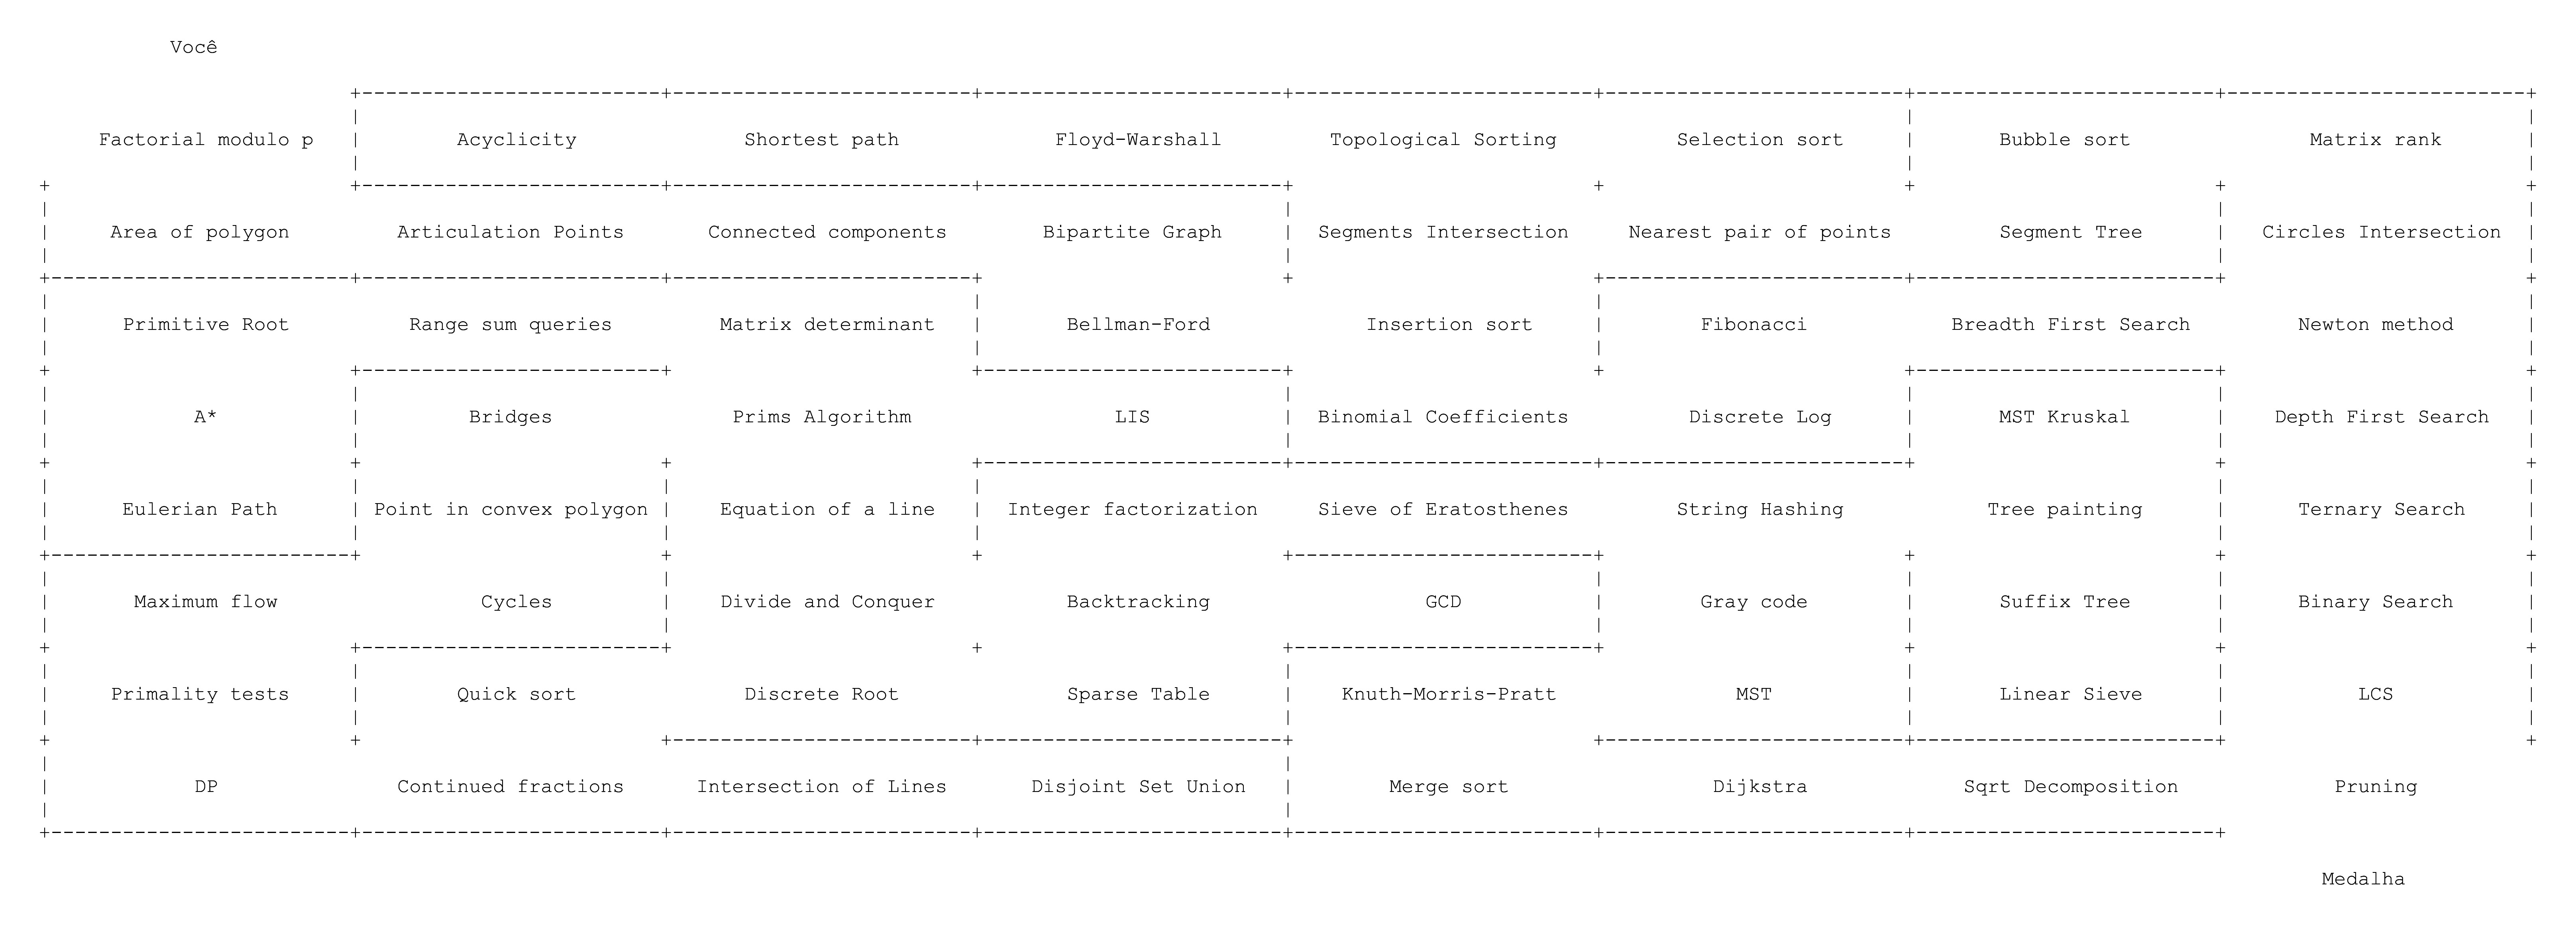 Você
Factorial modulo p Acyclicity Shortest path Floyd-Warshall Topological Sorting Selection sort Bubble sort Matrix rank
Area of polygon Articulation Points Connected components Bipartite Graph Segments Intersection Nearest pair of points Segment Tree Circles Intersection
Primitive Root Range sum queries Matrix determinant Bellman-Ford Insertion sort Fibonacci Breadth First Search Newton method
A* Bridges Prims Algorithm LIS Binomial Coefficients Discrete Log MST Kruskal Depth First Search
Eulerian Path Point in convex polygon Equation of a line Integer factorization Sieve of Eratosthenes String Hashing Tree painting Ternary Search
Maximum flow Cycles Divide and Conquer Backtracking GCD Gray code Suffix Tree Binary Search
Primality tests Quick sort Discrete Root Sparse Table Knuth-Morris-Pratt MST Linear Sieve LCS
DP Continued fractions Intersection of Lines Disjoint Set Union Merge sort Dijkstra Sqrt Decomposition Pruning
Medalha